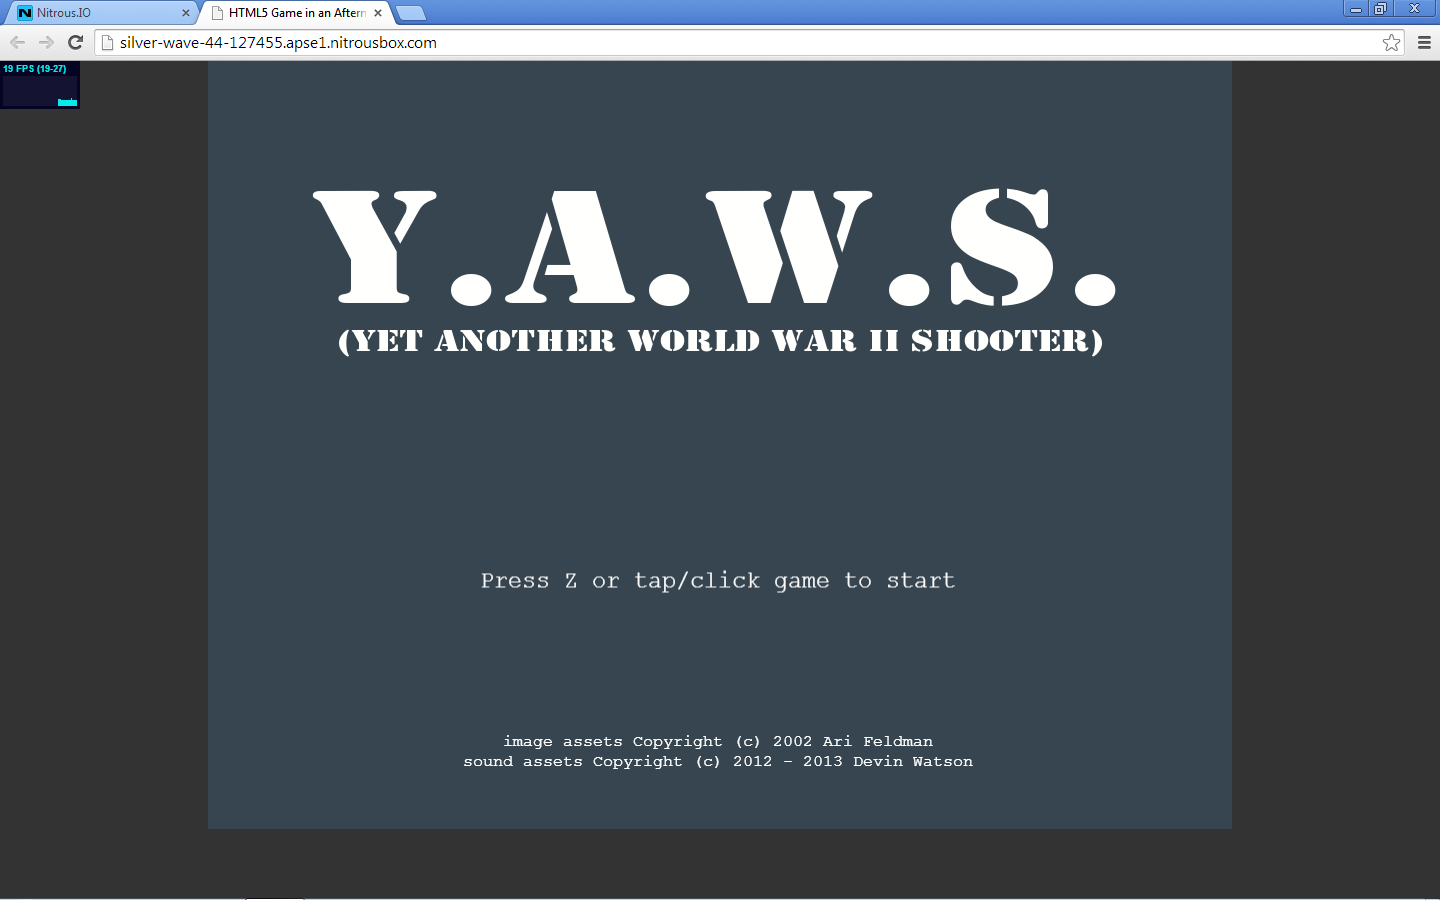 Nitrous.IO
HTML5 Game in an Aftern
silver-wave-44-127455.apse1.nitrousbox.com
19 FPS (19-27)
Y.A.W.S.
(YET ANOTHER WORLD WAR II SHOOTER)
Press Z or tap/click game to start
image assets Copyright (c) 2002 Ari Feldman
sound assets Copyright (c) 2012 - 2013 Devin Watson